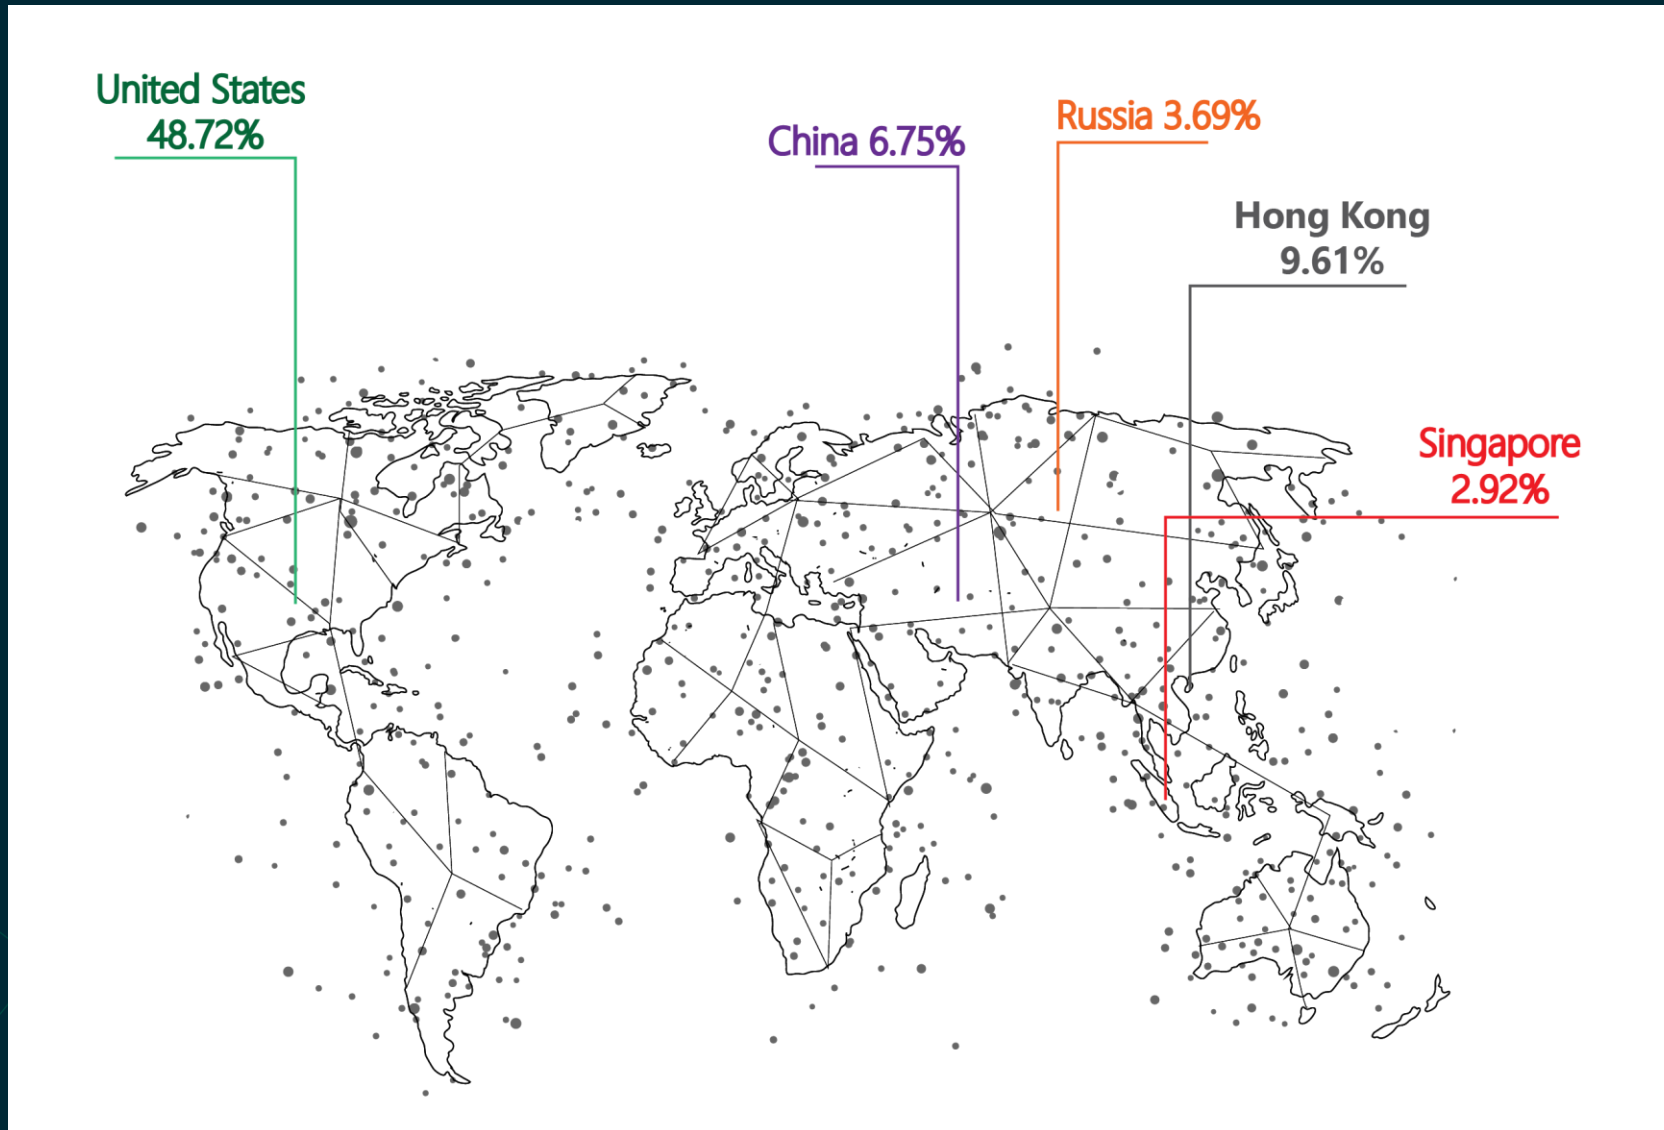 United States
48.72%
China 6.75%
Russia 3.69%
Hong Kong
9.61%
Singapore
2.92%